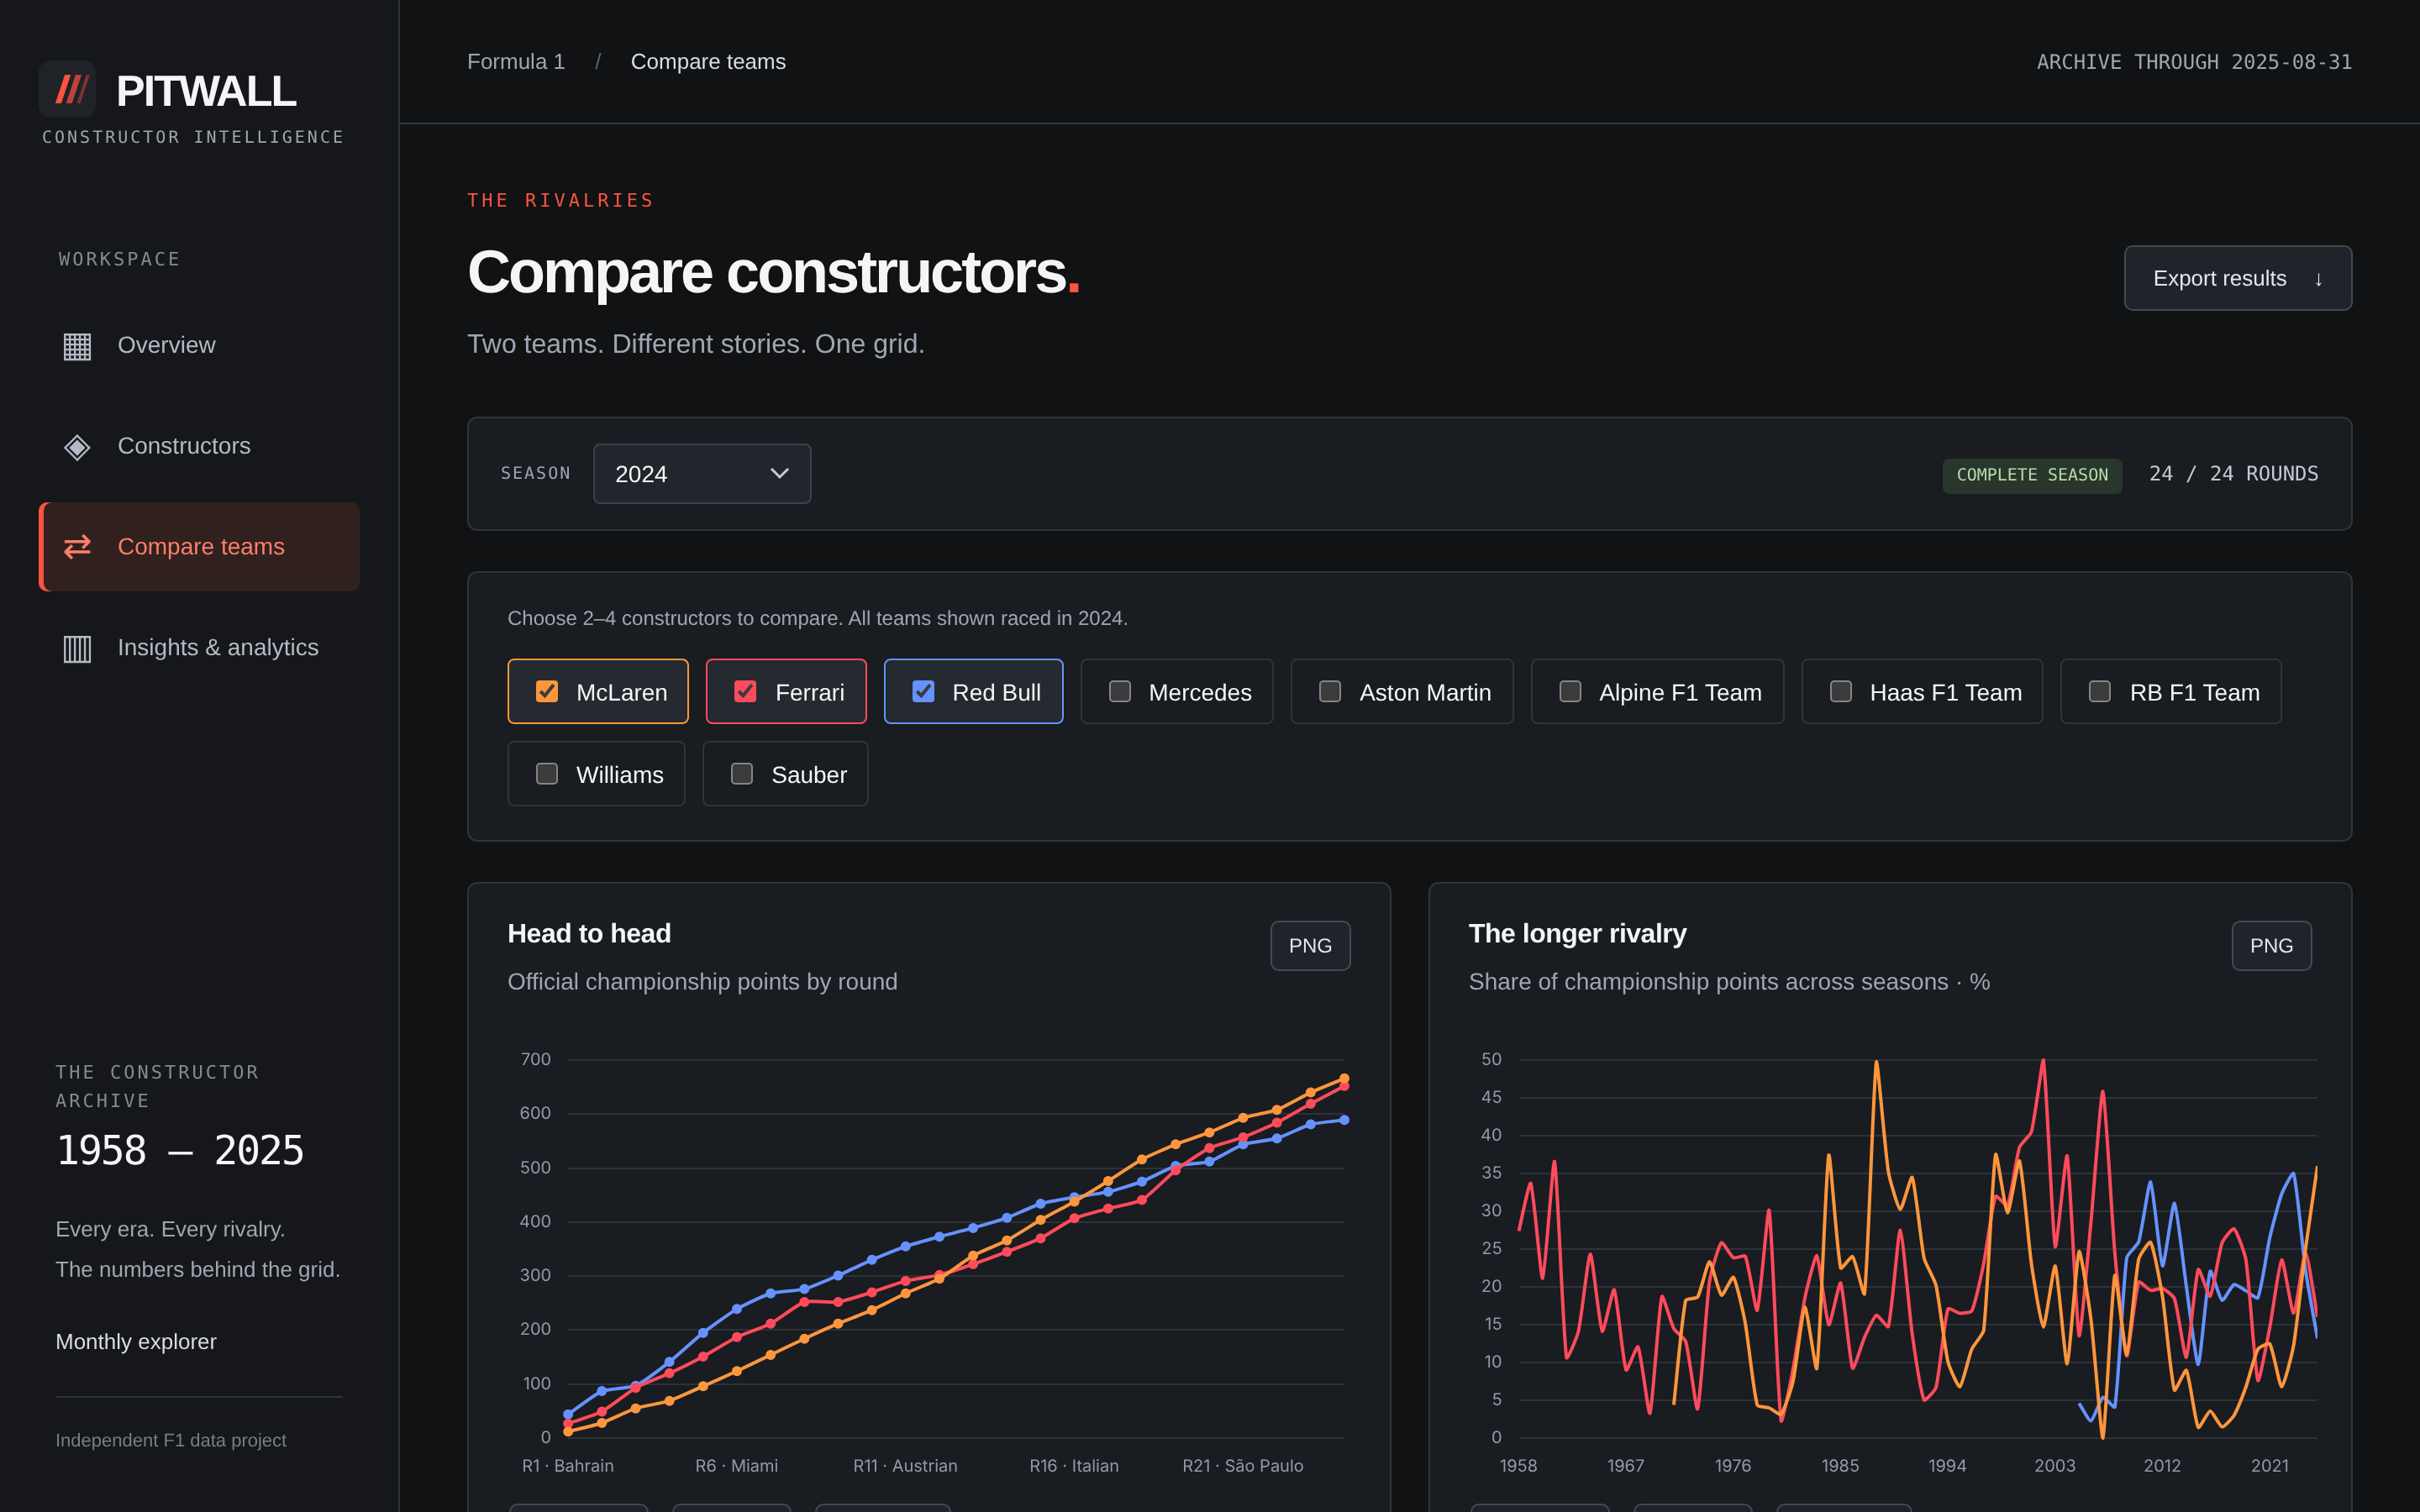 PITWALL
CONSTRUCTOR INTELLIGENCE
WORKSPACE
Overview
Constructors
Compare teams
Insights & analytics
THE CONSTRUCTOR
ARCHIVE
1958 — 2025
Every era. Every rivalry.
The numbers behind the grid.
Monthly explorer
Independent F1 data project
Formula 1 / Compare teams
ARCHIVE THROUGH 2025-08-31
THE RIVALRIES
Compare constructors.
Two teams. Different stories. One grid.
Export results ↓
SEASON 2024
COMPLETE SEASON 24 / 24 ROUNDS
Choose 2–4 constructors to compare. All teams shown raced in 2024.
McLaren Ferrari Red Bull Mercedes Aston Martin Alpine F1 Team Haas F1 Team RB F1 Team
Williams Sauber
Head to head
PNG
Official championship points by round
700
600
500
400
300
200
100
0
R1 · Bahrain R6 · Miami R11 · Austrian R16 · Italian R21 · São Paulo
The longer rivalry
PNG
Share of championship points across seasons · %
50
45
40
35
30
25
20
15
10
5
0
1958 1967 1976 1985 1994 2003 2012 2021